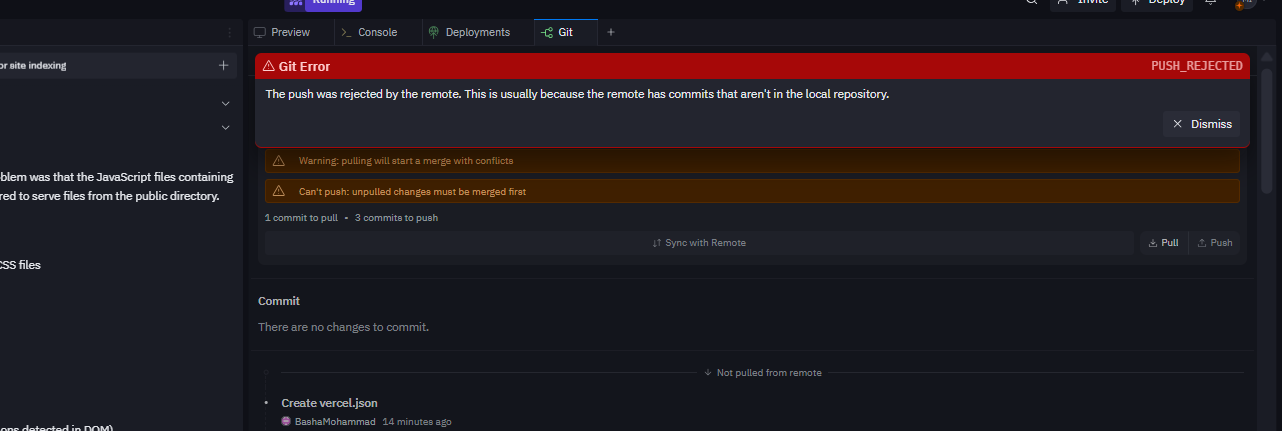 Running
Invite
Deploy
Preview
Console
Deployments
Git
or site indexing
Git Error
PUSH_REJECTED
The push was rejected by the remote. This is usually because the remote has commits that aren't in the local repository.
Dismiss
Warning: pulling will start a merge with conflicts
Can't push: unpulled changes must be merged first
1 commit to pull • 3 commits to push
Sync with Remote
Pull
Push
blem was that the JavaScript files containing
red to serve files from the public directory.
CSS files
Commit
There are no changes to commit.
Not pulled from remote
Create vercel.json
BashaMohammad 14 minutes ago
ons detected in DOM)